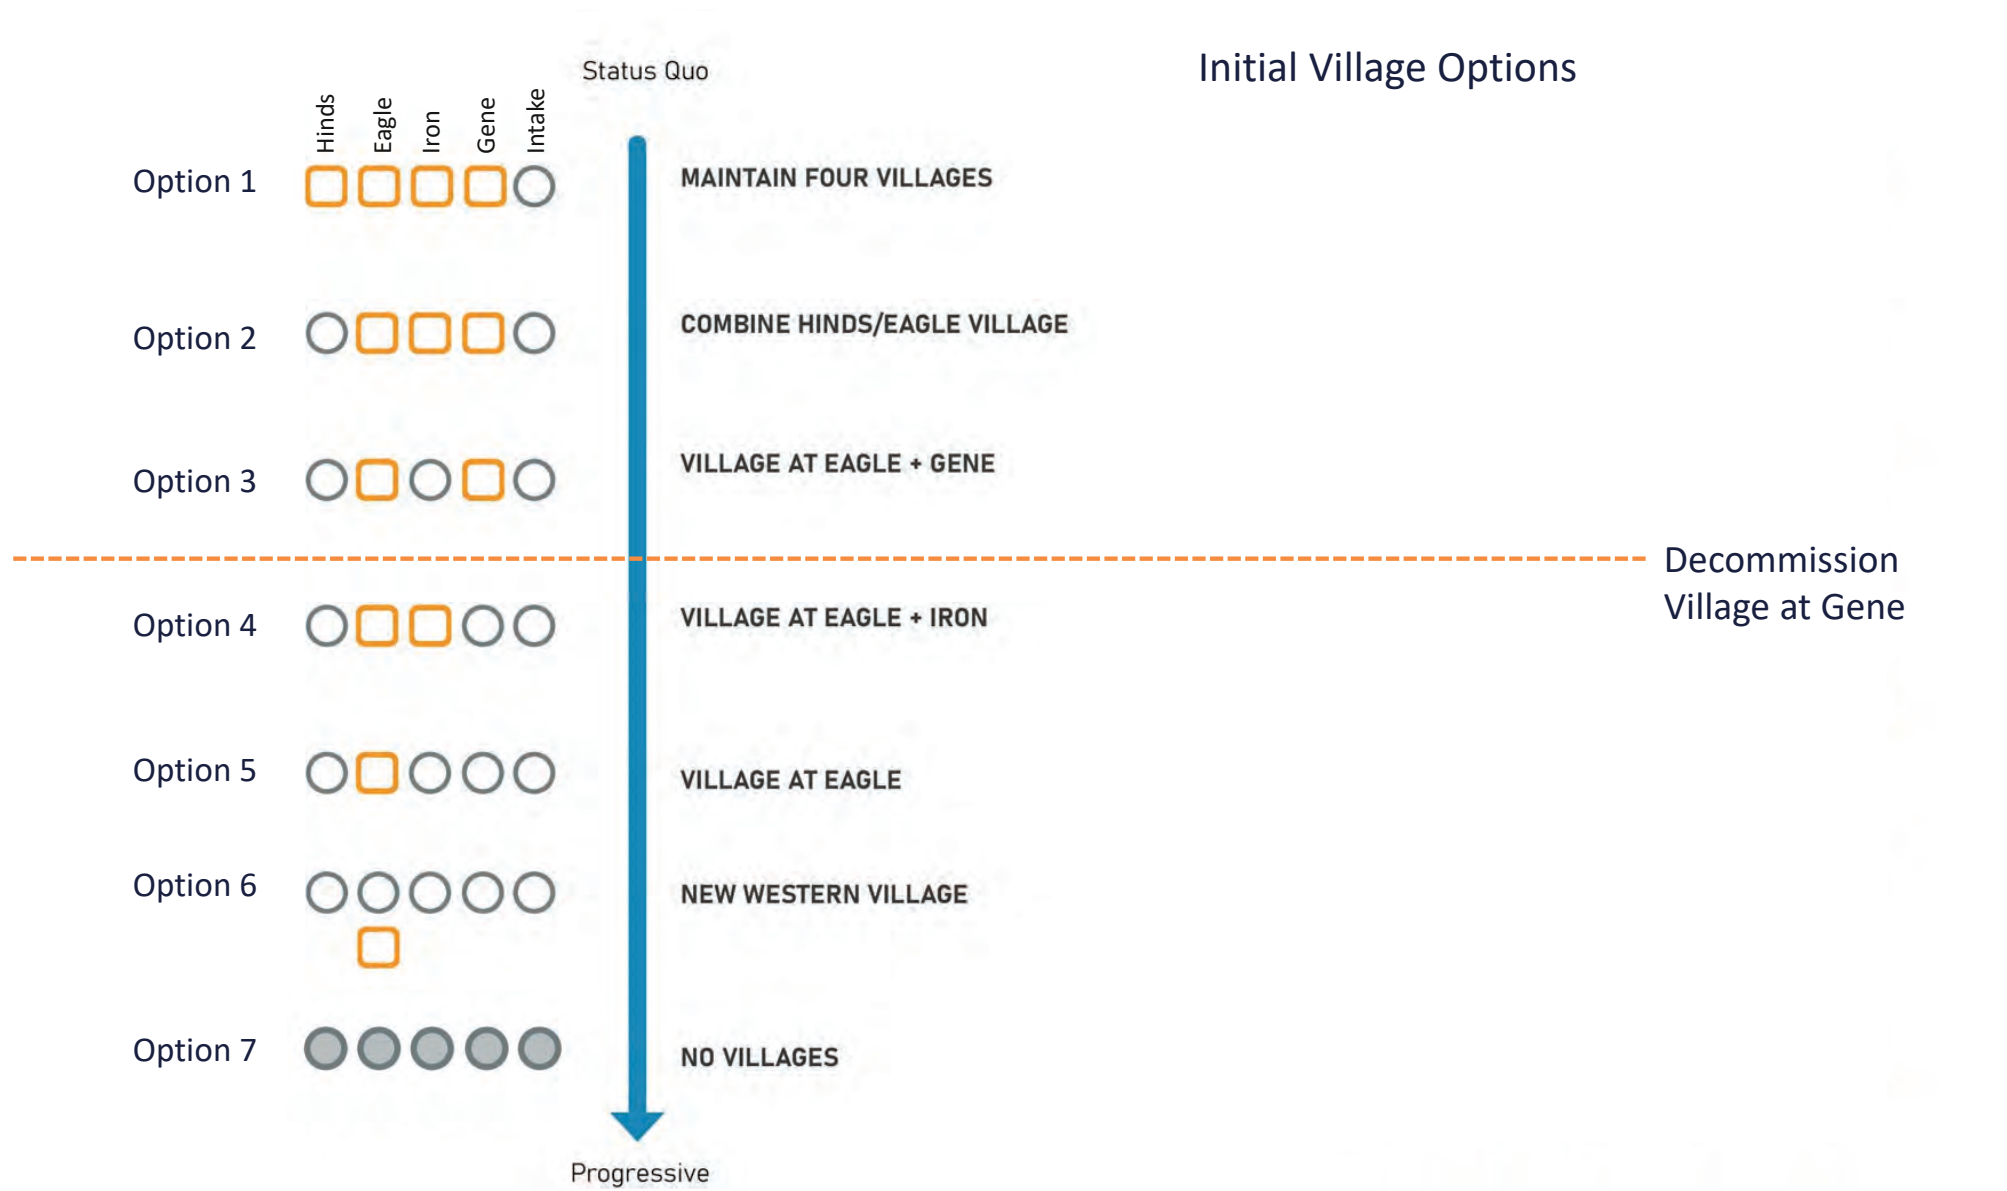 Status Quo
Initial Village Options
Hinds
Eagle
Iron
Gene
Intake
Option 1
MAINTAIN FOUR VILLAGES
Option 2
COMBINE HINDS/EAGLE VILLAGE
Option 3
VILLAGE AT EAGLE + GENE
Decommission
Village at Gene
Option 4
VILLAGE AT EAGLE + IRON
Option 5
VILLAGE AT EAGLE
Option 6
NEW WESTERN VILLAGE
Option 7
NO VILLAGES
Progressive